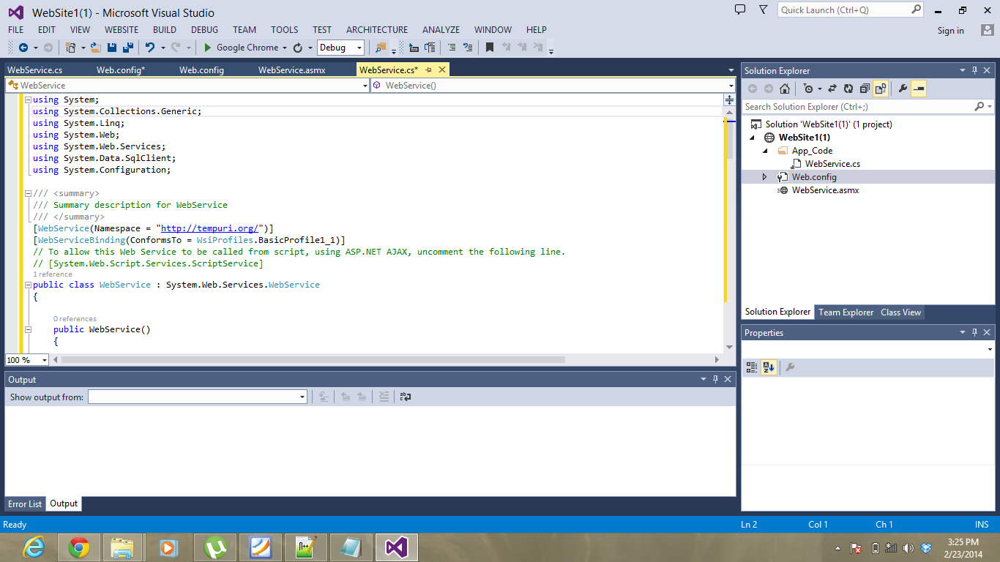 WebSite1(1) - Microsoft Visual Studio
Quick Launch (Ctrl+Q)
FILE EDIT VIEW WEBSITE BUILD DEBUG TEAM TOOLS TEST ARCHITECTURE ANALYZE WINDOW HELP
Sign in
Google Chrome
Debug
WebService.cs Web.config* Web.config WebService.asmx WebService.cs*
WebService WebService()
using System;
using System.Collections.Generic;
using System.Linq;
using System.Web;
using System.Web.Services;
using System.Data.SqlClient;
using System.Configuration;
/// <summary>
/// Summary description for WebService
/// </summary>
[WebService(Namespace = "http://tempuri.org/")]
[WebServiceBinding(ConformsTo = WsiProfiles.BasicProfile1_1)]
// To allow this Web Service to be called from script, using ASP.NET AJAX, uncomment the following line.
// [System.Web.Script.Services.ScriptService]
1 reference
public class WebService : System.Web.Services.WebService
{
0 references
public WebService()
{
100 %
Output
Show output from:
Error List Output
Solution Explorer
Search Solution Explorer (Ctrl+;)
Solution 'WebSite1(1)' (1 project)
WebSite1(1)
App_Code
WebService.cs
Web.config
WebService.asmx
Solution Explorer Team Explorer Class View
Properties
Ready Ln 2 Col 1 Ch 1 INS
3:25 PM
2/23/2014